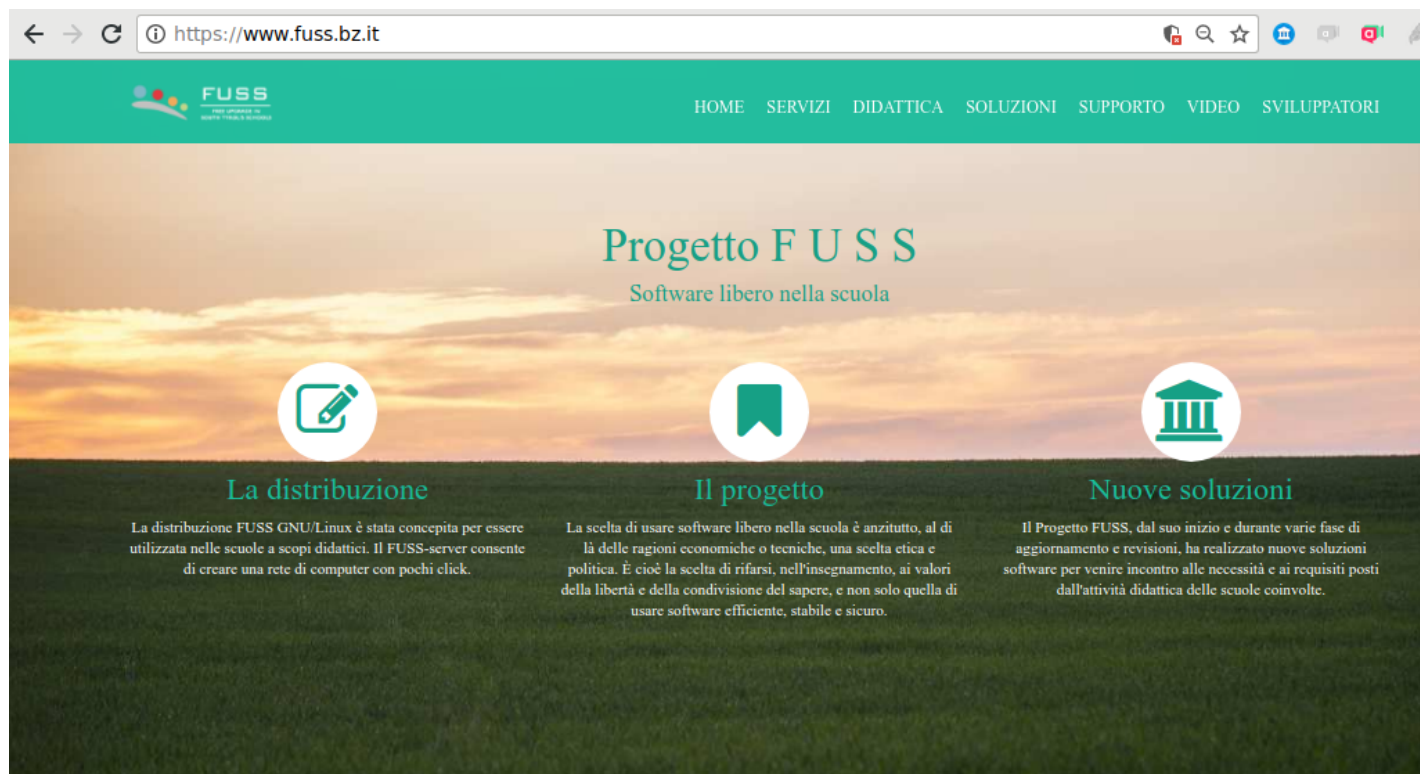 https://www.fuss.bz.it
FUSS
FREE UPGRADE IN
SOUTH TYROL'S SCHOOLS
HOME SERVIZI DIDATTICA SOLUZIONI SUPPORTO VIDEO SVILUPPATORI
Progetto F U S S
Software libero nella scuola
La distribuzione
La distribuzione FUSS GNU/Linux è stata concepita per essere
utilizzata nelle scuole a scopi didattici. Il FUSS-server consente
di creare una rete di computer con pochi click.
Il progetto
La scelta di usare software libero nella scuola è anzitutto, al di
là delle ragioni economiche o tecniche, una scelta etica e
politica. È cioè la scelta di rifarsi, nell'insegnamento, ai valori
della libertà e della condivisione del sapere, e non solo quella di
usare software efficiente, stabile e sicuro.
Nuove soluzioni
Il Progetto FUSS, dal suo inizio e durante varie fase di
aggiornamento e revisioni, ha realizzato nuove soluzioni
software per venire incontro alle necessità e ai requisiti posti
dall'attività didattica delle scuole coinvolte.